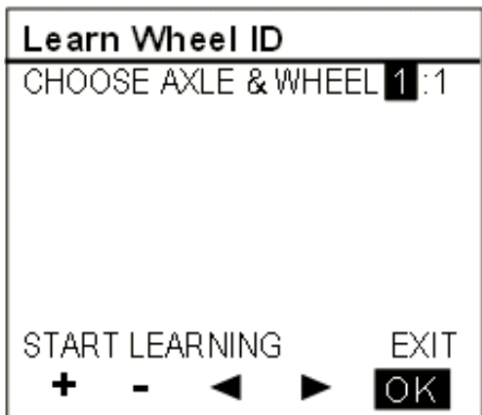 Learn Wheel ID
CHOOSE AXLE & WHEEL 1 :1
START LEARNING EXIT
+ - ◀ ▶ OK